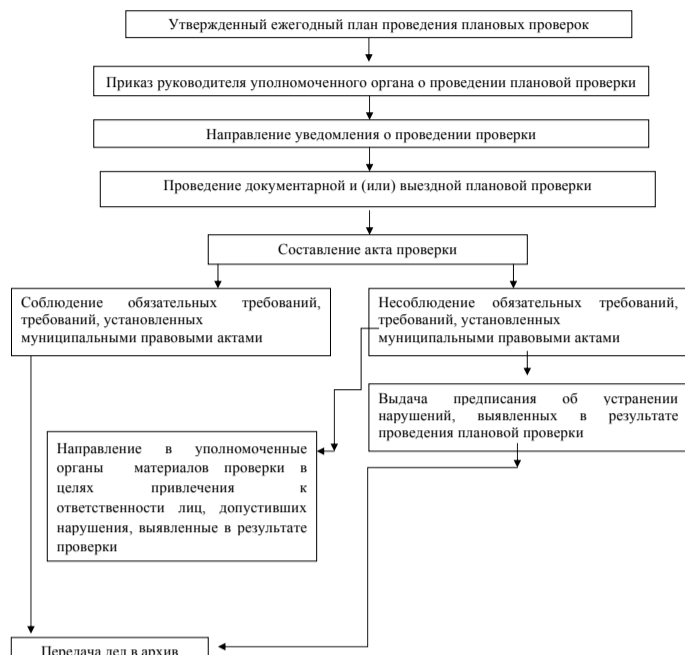 Утвержденный ежегодный план проведения плановых проверок
Приказ руководителя уполномоченного органа о проведении плановой проверки
Направление уведомления о проведении проверки
Проведение документарной и (или) выездной плановой проверки
Составление акта проверки
Соблюдение обязательных требований,
требований, установленных
муниципальными правовыми актами
Несоблюдение обязательных требований,
требований, установленных
муниципальными правовыми актами
Выдача предписания об устранении
нарушений, выявленных в результате
проведения плановой проверки
Направление в уполномоченные
органы материалов проверки в
целях привлечения к
ответственности лиц, допустивших
нарушения, выявленные в результате
проверки
Передача дел в архив